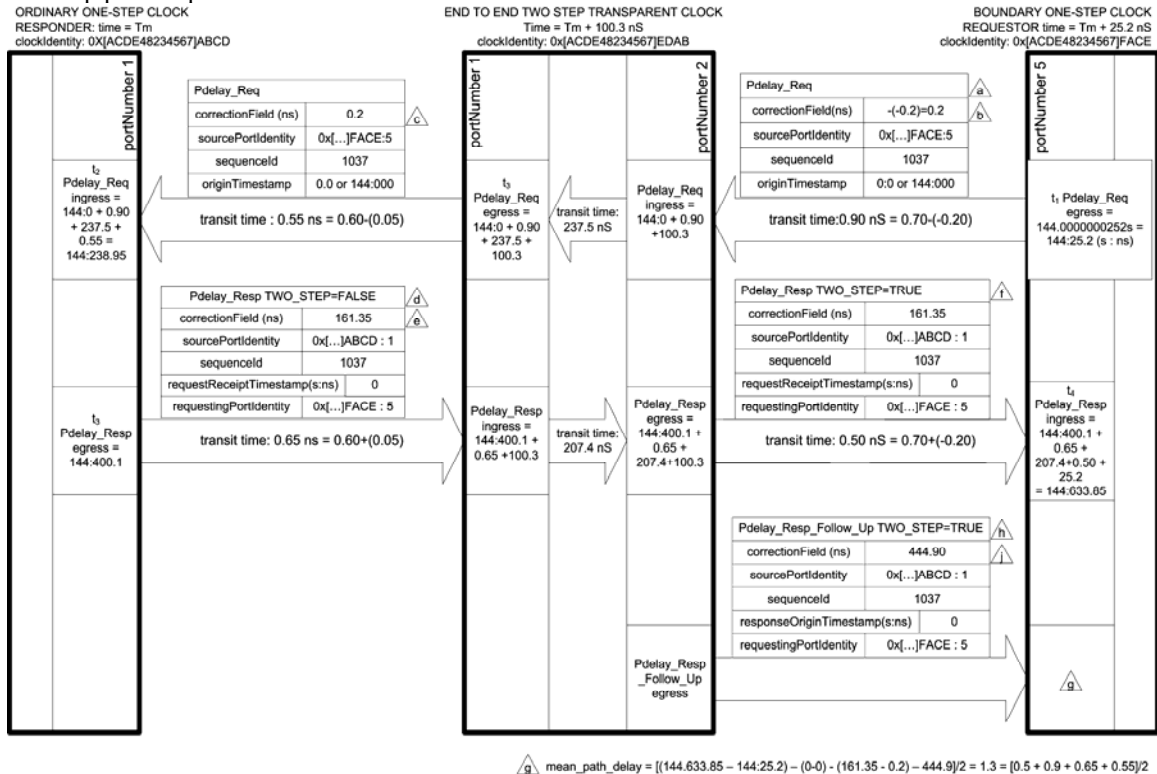 ORDINARY ONE-STEP CLOCK
RESPONDER: time = Tm
clockIdentity: 0X[ACDE48234567]ABCD
END TO END TWO STEP TRANSPARENT CLOCK
Time = Tm + 100.3 nS
clockIdentity: 0x[ACDE48234567]EDAB
BOUNDARY ONE-STEP CLOCK
REQUESTOR time = Tm + 25.2 nS
clockIdentity: 0x[ACDE48234567]FACE
portNumber 1
portNumber 1
portNumber 2
portNumber 5
Pdelay_Req
correctionField (ns) 0.2
c
sourcePortIdentity 0x[...]FACE:5
sequenceId 1037
originTimestamp 0.0 or 144:000
Pdelay_Req
a
correctionField(ns) -(-0.2)=0.2
b
sourcePortIdentity 0x[...]FACE:5
sequenceId 1037
originTimestamp 0:0 or 144:000
t2
Pdelay_Req
ingress =
144:0 + 0.90
+ 237.5 +
0.55 =
144:238.95
transit time : 0.55 ns = 0.60-(0.05)
t3
Pdelay_Req
egress =
144:0 + 0.90
+ 237.5 +
100.3
transit time:
237.5 nS
Pdelay_Req
ingress =
144:0 + 0.90
+100.3
transit time:0.90 nS = 0.70-(-0.20)
t1 Pdelay_Req
egress =
144.0000000252s =
144:25.2 (s : ns)
Pdelay_Resp TWO_STEP=FALSE
d
correctionField (ns) 161.35
e
sourcePortIdentity 0x[...]ABCD : 1
sequenceId 1037
requestReceiptTimestamp(s:ns) 0
requestingPortIdentity 0x[...]FACE : 5
Pdelay_Resp TWO_STEP=TRUE
f
correctionField (ns) 161.35
sourcePortIdentity 0x[...]ABCD : 1
sequenceId 1037
requestReceiptTimestamp(s:ns) 0
requestingPortIdentity 0x[...]FACE : 5
t3
Pdelay_Resp
egress =
144:400.1
transit time: 0.65 ns = 0.60+(0.05)
Pdelay_Resp
ingress =
144:400.1 +
0.65 +100.3
transit time:
207.4 nS
Pdelay_Resp
egress =
144:400.1 +
0.65 +
207.4+100.3
transit time: 0.50 nS = 0.70+(-0.20)
t4
Pdelay_Resp
ingress =
144:400.1 +
0.65 +
207.4+0.50 +
25.2
= 144:633.85
Pdelay_Resp_Follow_Up TWO_STEP=TRUE
h
correctionField (ns) 444.90
j
sourcePortIdentity 0x[...]ABCD : 1
sequenceId 1037
responseOriginTimestamp(s:ns) 0
requestingPortIdentity 0x[...]FACE : 5
Pdelay_Resp
_Follow_Up
egress
g
g mean_path_delay = [(144.633.85 – 144:25.2) – (0-0) - (161.35 - 0.2) – 444.9]/2 = 1.3 = [0.5 + 0.9 + 0.65 + 0.55]/2